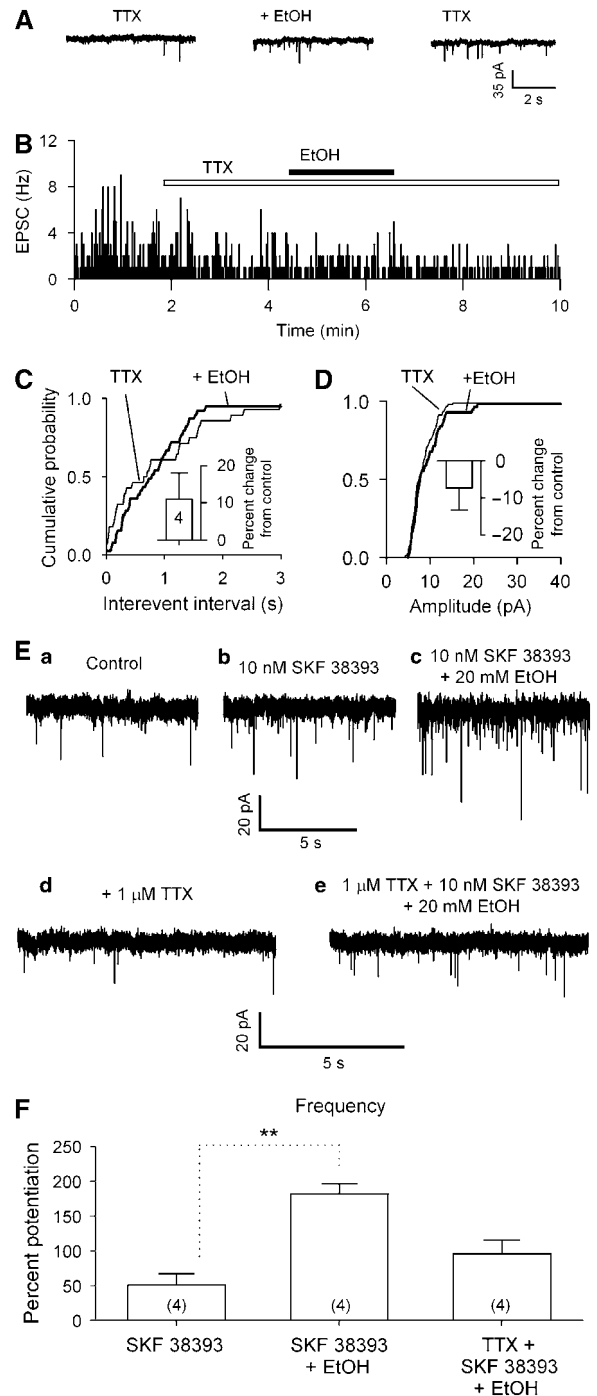 A
TTX
+ EtOH
TTX
35 pA
2 s
B
12
8
4
0
EPSC (Hz)
TTX
EtOH
0 2 4 6 8 10
Time (min)
C
TTX
+ EtOH
1.0
0.5
0.0
Cumulative probability
20
10
0
Percent change
from control
4
0 1 2 3
Interevent interval (s)
D
TTX
+EtOH
1.0
0.5
0.0
0
−10
−20
Percent change
from control
0 10 20 30 40
Amplitude (pA)
E
a
Control
b
10 nM SKF 38393
c
10 nM SKF 38393
+ 20 mM EtOH
20 pA
5 s
d
+ 1 μM TTX
e
1 μM TTX + 10 nM SKF 38393
+ 20 mM EtOH
20 pA
5 s
F
Frequency
250
200
150
100
50
0
Percent potentiation
**
(4)
(4)
(4)
SKF 38393
SKF 38393
+ EtOH
TTX +
SKF 38393
+ EtOH